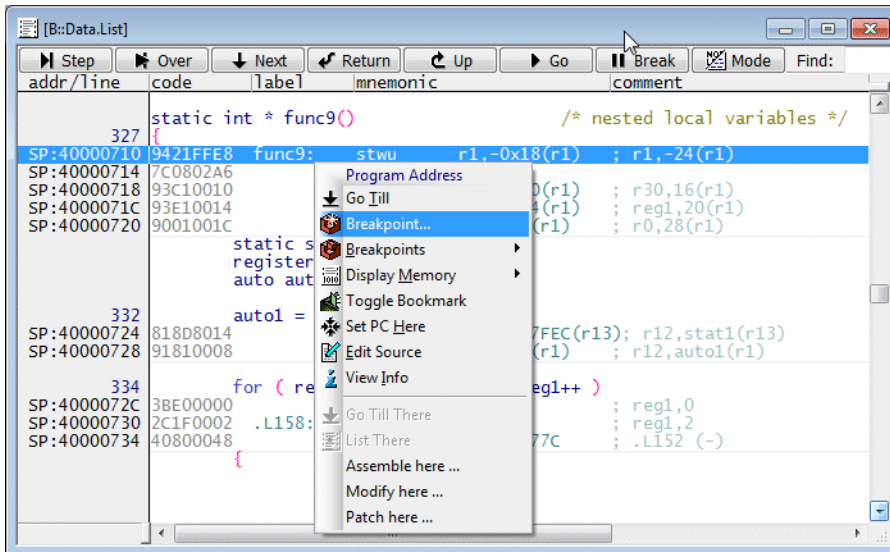 [B::Data.List]
Step Over Next Return Up Go Break Mode Find:
addr/line code label mnemonic comment
static int * func9() /* nested local variables */
327 {
SP:40000710 9421FFE8 func9: stwu r1,-0x18(r1) ; r1,-24(r1)
SP:40000714 7C0802A6
SP:40000718 93C10010 0(r1) ; r30,16(r1)
SP:4000071C 93E10014 4(r1) ; reg1,20(r1)
SP:40000720 9001001C (r1) ; r0,28(r1)
static s
register
auto aut
332 auto1 =
SP:40000724 818D8014 7FEC(r13); r12,stat1(r13)
SP:40000728 91810008 (r1) ; r12,auto1(r1)
334 for ( re eg1++ )
SP:4000072C 3BE00000 ; reg1,0
SP:40000730 2C1F0002 .L158: ; reg1,2
SP:40000734 40800048 77C ; .L152 (-)
{
Program Address
Go Till
Breakpoint...
Breakpoints
Display Memory
Toggle Bookmark
Set PC Here
Edit Source
View Info
Go Till There
List There
Assemble here ...
Modify here ...
Patch here ...